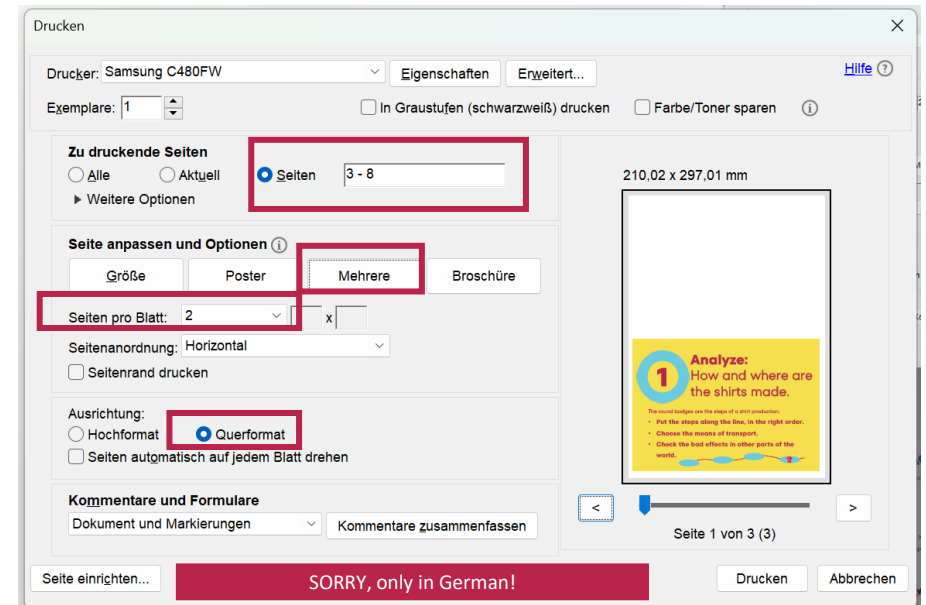 Drucken
Drucker: Samsung C480FW Eigenschaften Erweitert... Hilfe ?
Exemplare: 1 In Graustufen (schwarzweiß) drucken Farbe/Toner sparen i
Zu druckende Seiten
Alle Aktuell Seiten 3 - 8
Weitere Optionen
Seite anpassen und Optionen i
Größe Poster Mehrere Broschüre
Seiten pro Blatt: 2 x
Seitenanordnung: Horizontal
Seitenrand drucken
Ausrichtung:
Hochformat Querformat
Seiten automatisch auf jedem Blatt drehen
Kommentare und Formulare
Dokument und Markierungen Kommentare zusammenfassen
210,02 x 297,01 mm
1
Analyze:
How and where are
the shirts made.
The round badges are the steps of a shirt production.
• Put the steps along the line, in the right order.
• Choose the means of transport.
• Check the bad effects in other parts of the
world.
?
< >
Seite 1 von 3 (3)
Seite einrichten... SORRY, only in German! Drucken Abbrechen